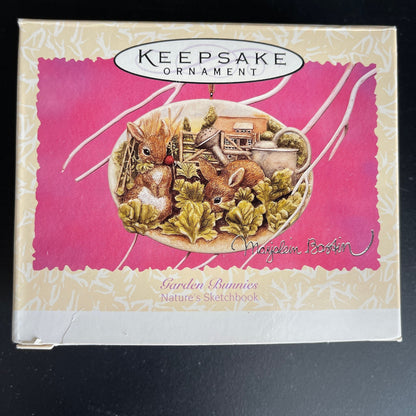 KEEPSAKE
ORNAMENT
Marjolein Bastin
Garden Bunnies
Nature's Sketchbook